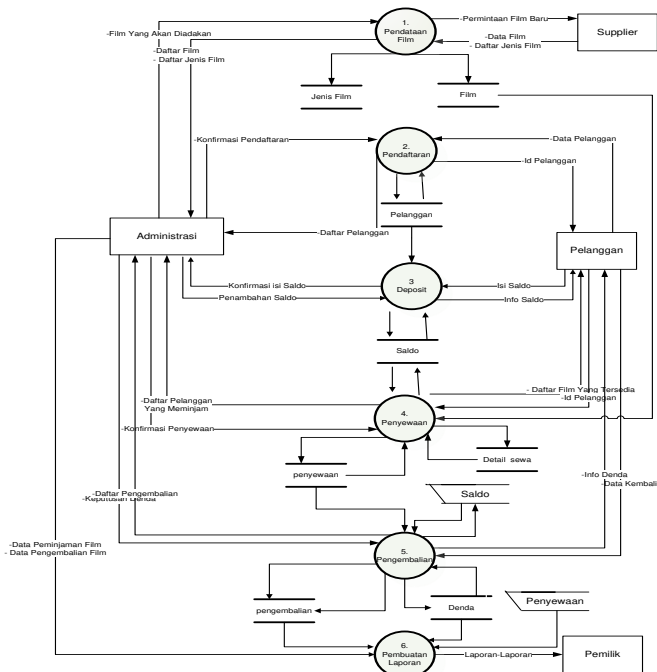 -Film Yang Akan Diadakan
-Daftar Film
- Daftar Jenis Film
1.
Pendataan
Film
-Permintaan Film Baru
-Data Film
- Daftar Jenis Film
Supplier
Jenis Film
Film
-Konfirmasi Pendaftaran
2.
Pendaftaran
-Data Pelanggan
-Id Pelanggan
Pelanggan
Administrasi
-Daftar Pelanggan
Pelanggan
Konfirmasi isi Saldo
Penambahan Saldo
3
Deposit
Isi Saldo
Info Saldo
Saldo
-Daftar Pelanggan
Yang Meminjam
- Daftar Film Yang Tersedia
-Id Pelanggan
-Konfirmasi Penyewaan
4.
Penyewaan
penyewaan
Detail sewa
-Info Denda
-Data Kembali
-Daftar Pengembalian
-Keputusan Denda
Saldo
-Data Peminjaman Film
- Data Pengembalian Film
5.
Pengembalian
pengembalian
Denda
Penyewaan
6.
Pembuatan
Laporan
Laporan-Laporan
Pemilik